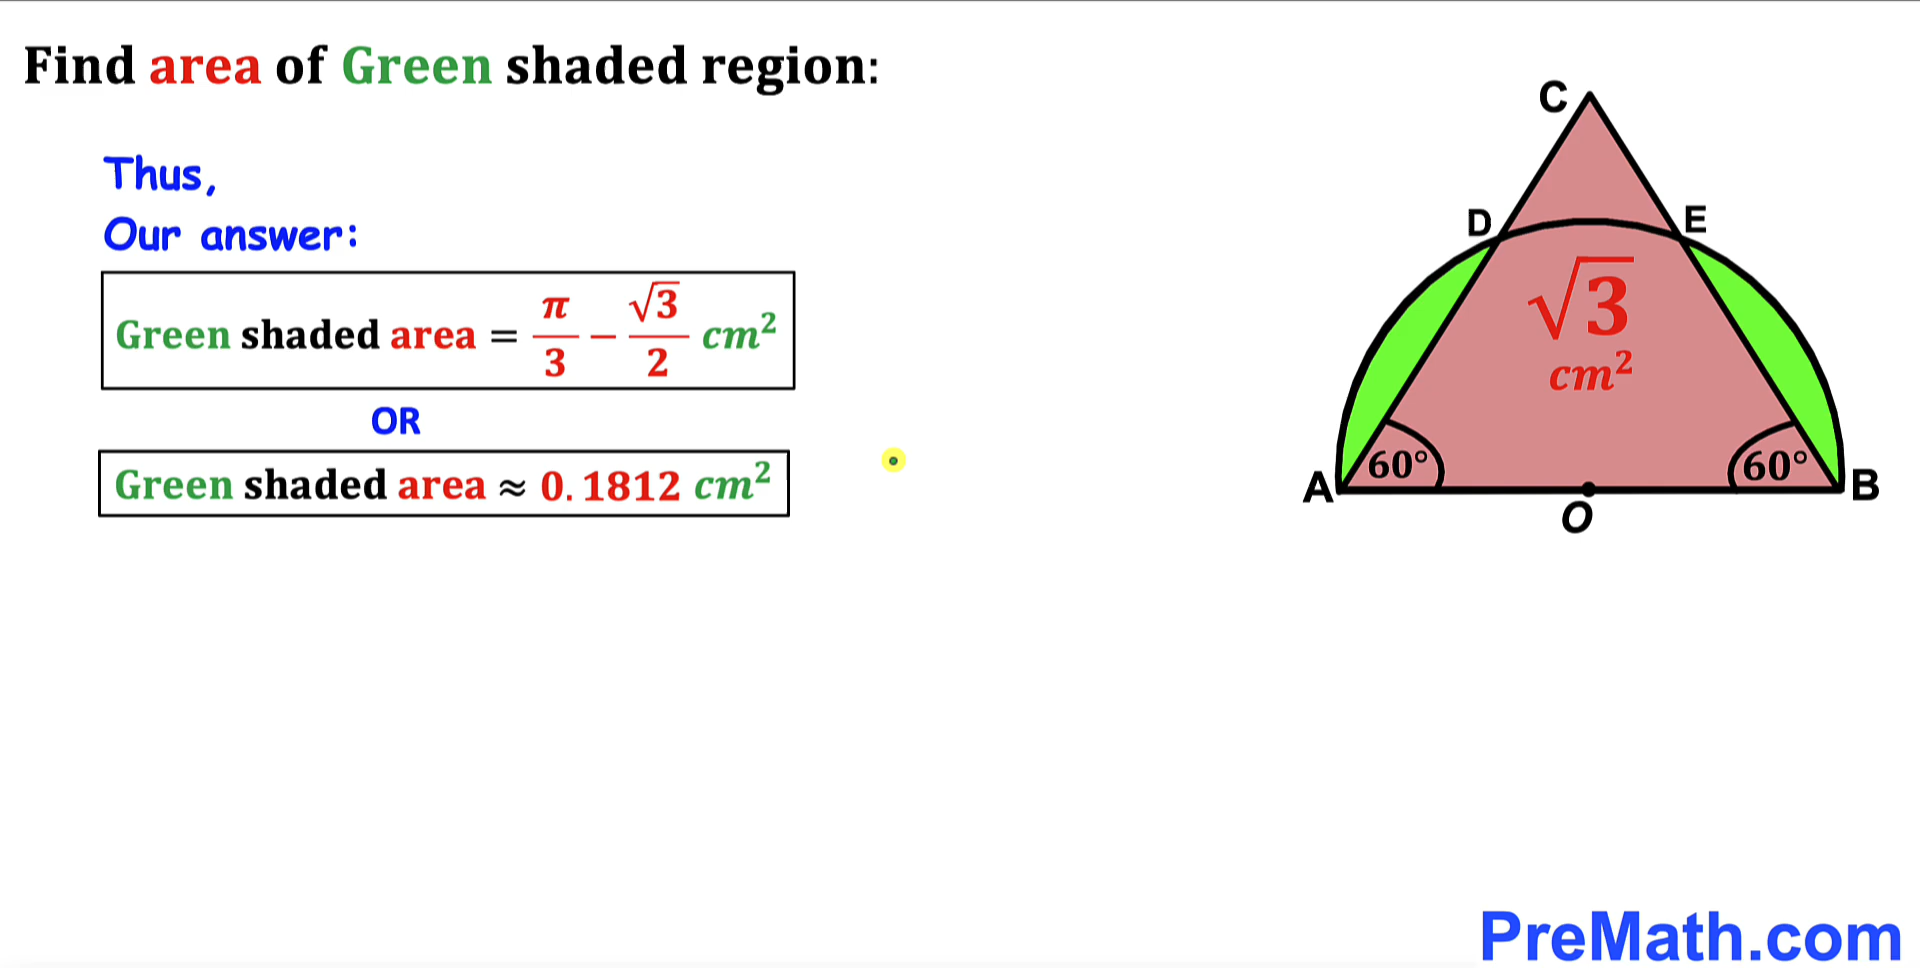 Find area of Green shaded region:
Thus,
Our answer:
Green shaded area = π/3 − √3/2 cm²
OR
Green shaded area ≈ 0.1812 cm²
C
D
E
√3
cm²
60°
60°
A
B
O
PreMath.com